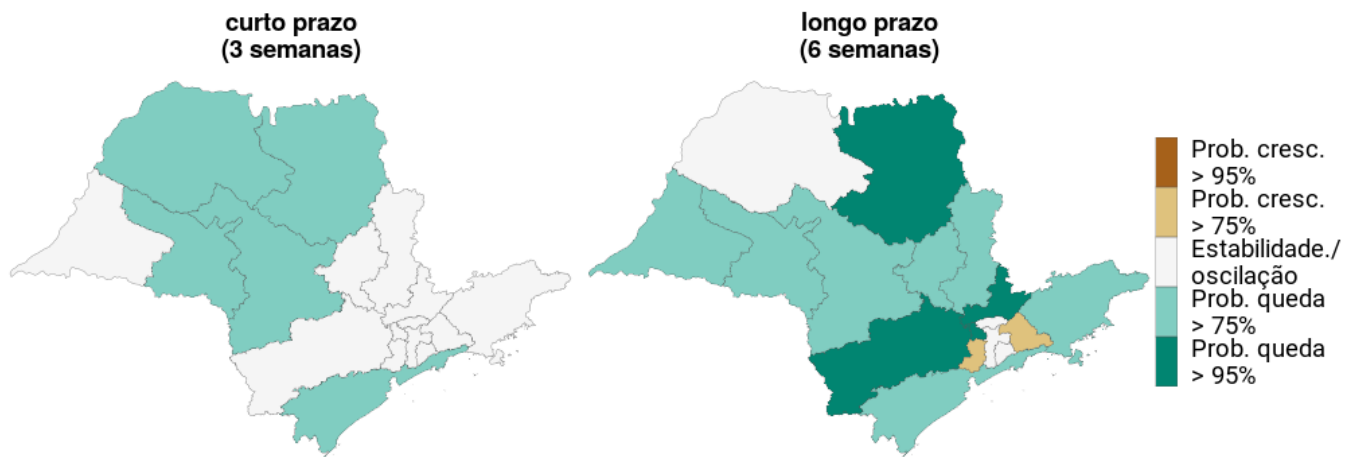 curto prazo
(3 semanas)
longo prazo
(6 semanas)
Prob. cresc.
> 95%
Prob. cresc.
> 75%
Estabilidade./
oscilação
Prob. queda
> 75%
Prob. queda
> 95%